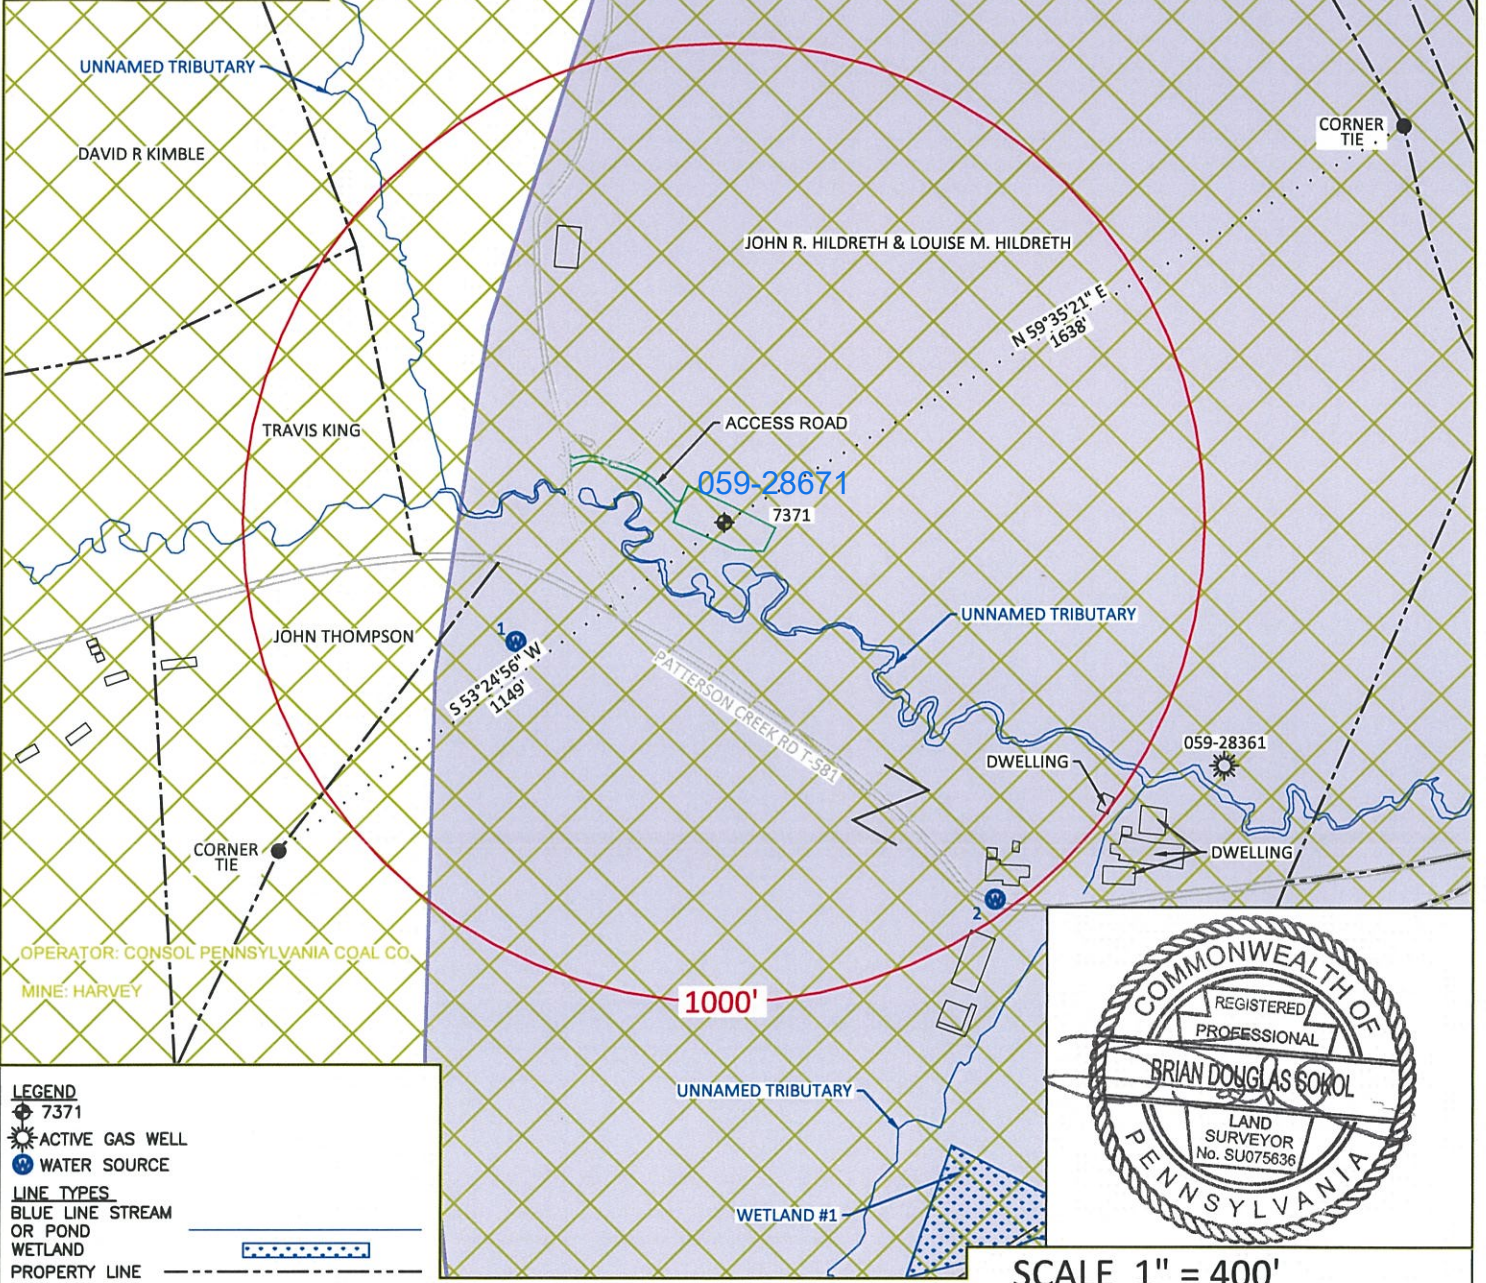 UNNAMED TRIBUTARY
DAVID R KIMBLE
CORNER
TIE
JOHN R. HILDRETH & LOUISE M. HILDRETH
N 59°35'21" E
1638'
TRAVIS KING
ACCESS ROAD
059-28671
7371
UNNAMED TRIBUTARY
JOHN THOMPSON
1
W
S 53°24'56" W
1149'
PATTERSON CREEK RD T-581
059-28361
DWELLING
DWELLING
CORNER
TIE
W
2
OPERATOR: CONSOL PENNSYLVANIA COAL CO.
MINE: HARVEY
1000'
UNNAMED TRIBUTARY
WETLAND #1
COMMONWEALTH OF
REGISTERED
PROFESSIONAL
BRIAN DOUGLAS SOKOL
LAND
SURVEYOR
No. SU075636
PENNSYLVANIA
LEGEND
7371
ACTIVE GAS WELL
W WATER SOURCE
LINE TYPES
BLUE LINE STREAM
OR POND
WETLAND
PROPERTY LINE
SCALE 1" = 400'